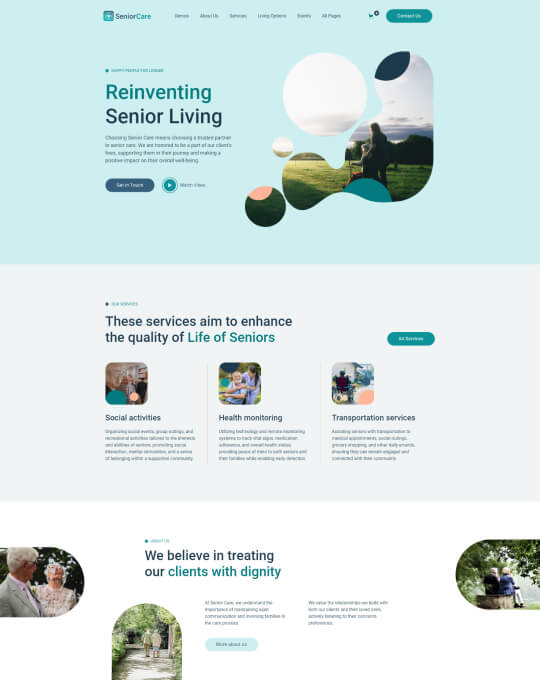 SeniorCare
Demos
About Us
Services
Living Options
Events
All Pages
Contact Us
HAPPY PEOPLE FOR LONGER
Reinventing
Senior Living
Choosing Senior Care means choosing a trusted partner
in senior care. We are honored to be a part of our client's
lives, supporting them in their journey and making a
positive impact on their overall well-being.
Get in Touch
Watch Video
OUR SERVICES
These services aim to enhance
the quality of Life of Seniors
All Services
Social activities
Organizing social events, group outings, and
recreational activities tailored to the interests
and abilities of seniors, promoting social
interaction, mental stimulation, and a sense
of belonging within a supportive community.
Health monitoring
Utilizing technology and remote monitoring
systems to track vital signs, medication
adherence, and overall health status,
providing peace of mind to both seniors and
their families while enabling early detection.
Transportation services
Assisting seniors with transportation to
medical appointments, social outings,
grocery shopping, and other daily errands,
ensuring they can remain engaged and
connected with their community.
ABOUT US
We believe in treating
our clients with dignity
At Senior Care, we understand the
importance of maintaining open
communication and involving families in
the care process.
More about us
We value the relationships we build with
both our clients and their loved ones,
actively listening to their concerns,
preferences.